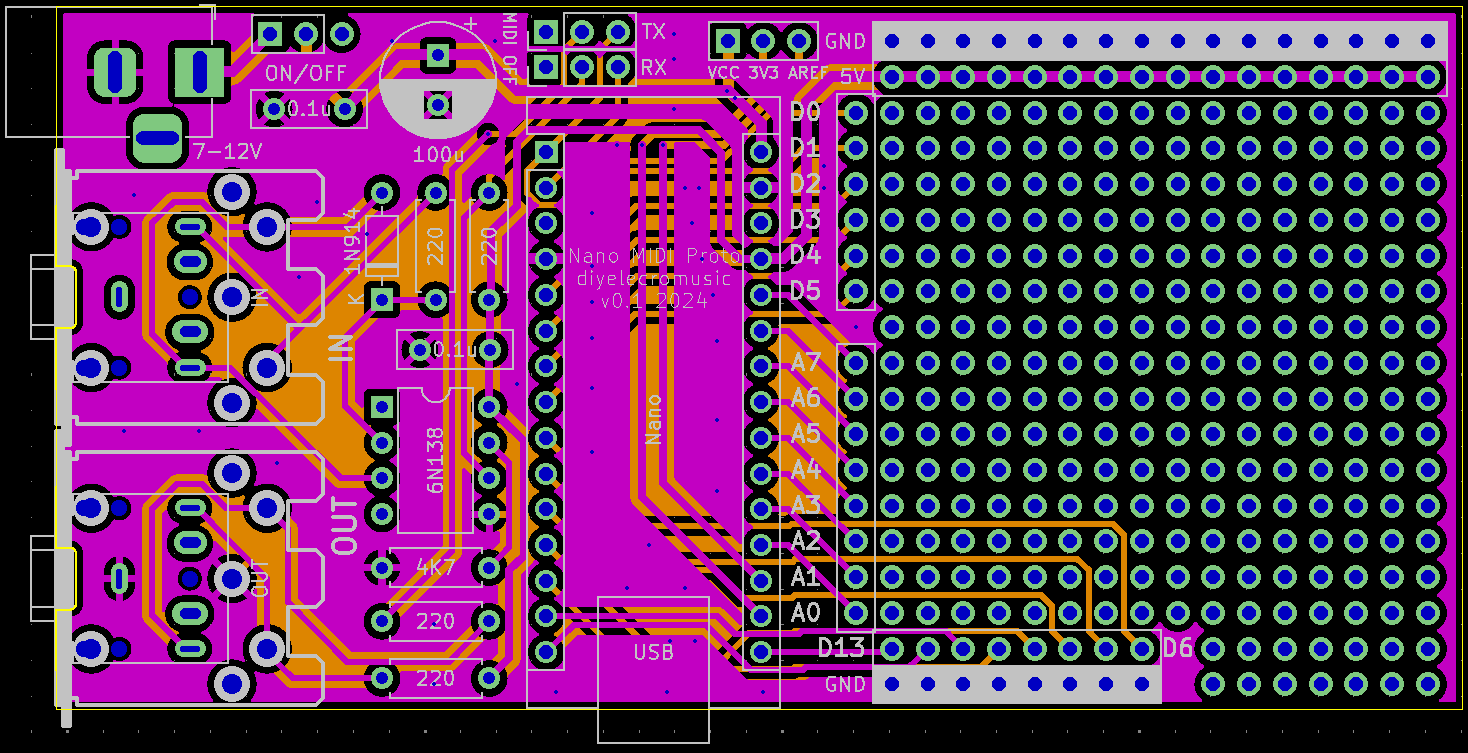 MIDI OFF
TX
RX
+
ON/OFF
0.1u
VCC 3V3 AREF
GND
5V
7-12V
100u
D0
D1
D2
D3
D4
D5
1N914
220
220
K
Nano MIDI Proto
diyelecromusic
v0.1 2024
IN
IN
0.1u
A7
A6
A5
A4
A3
A2
A1
A0
Nano
6N138
OUT
OUT
4K7
220
220
USB
D13
D6
GND